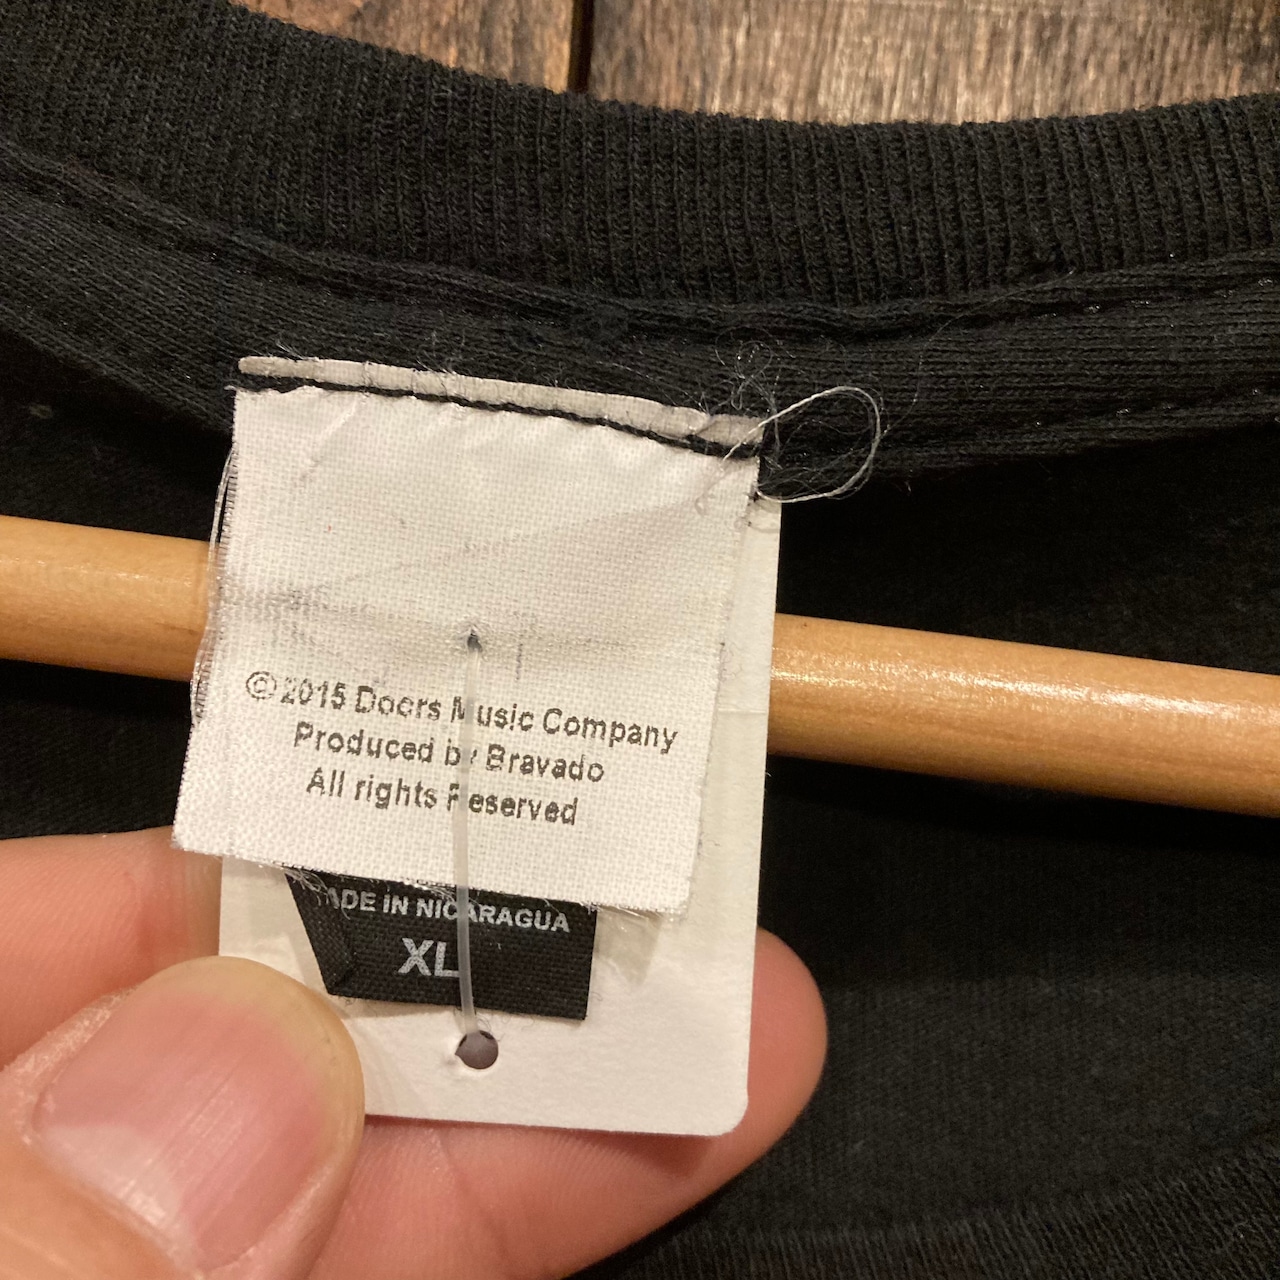 © 2015 Doors Music Company
Produced by Bravado
All rights Reserved
MADE IN NICARAGUA
XL